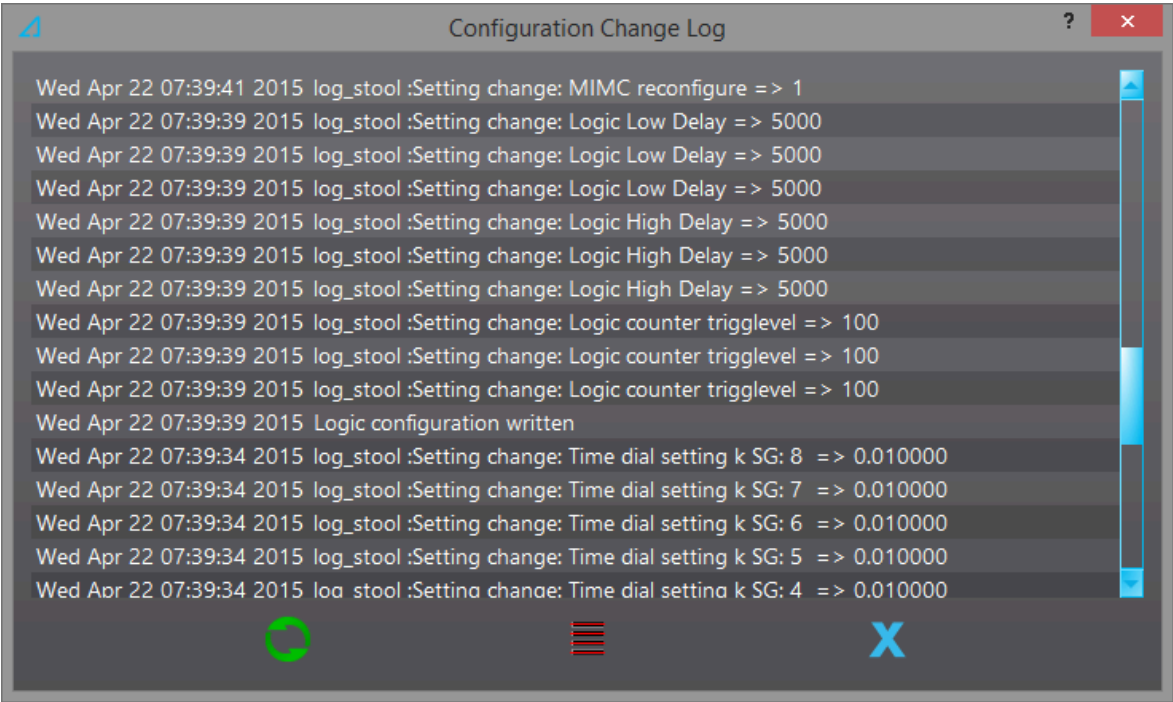 Configuration Change Log
?
×
Wed Apr 22 07:39:41 2015 log_stool :Setting change: MIMC reconfigure => 1
Wed Apr 22 07:39:39 2015 log_stool :Setting change: Logic Low Delay => 5000
Wed Apr 22 07:39:39 2015 log_stool :Setting change: Logic Low Delay => 5000
Wed Apr 22 07:39:39 2015 log_stool :Setting change: Logic Low Delay => 5000
Wed Apr 22 07:39:39 2015 log_stool :Setting change: Logic High Delay => 5000
Wed Apr 22 07:39:39 2015 log_stool :Setting change: Logic High Delay => 5000
Wed Apr 22 07:39:39 2015 log_stool :Setting change: Logic High Delay => 5000
Wed Apr 22 07:39:39 2015 log_stool :Setting change: Logic counter trigglevel => 100
Wed Apr 22 07:39:39 2015 log_stool :Setting change: Logic counter trigglevel => 100
Wed Apr 22 07:39:39 2015 log_stool :Setting change: Logic counter trigglevel => 100
Wed Apr 22 07:39:39 2015 Logic configuration written
Wed Apr 22 07:39:34 2015 log_stool :Setting change: Time dial setting k SG: 8 => 0.010000
Wed Apr 22 07:39:34 2015 log_stool :Setting change: Time dial setting k SG: 7 => 0.010000
Wed Apr 22 07:39:34 2015 log_stool :Setting change: Time dial setting k SG: 6 => 0.010000
Wed Apr 22 07:39:34 2015 log_stool :Setting change: Time dial setting k SG: 5 => 0.010000
Wed Apr 22 07:39:34 2015 log_stool :Setting change: Time dial setting k SG: 4 => 0.010000